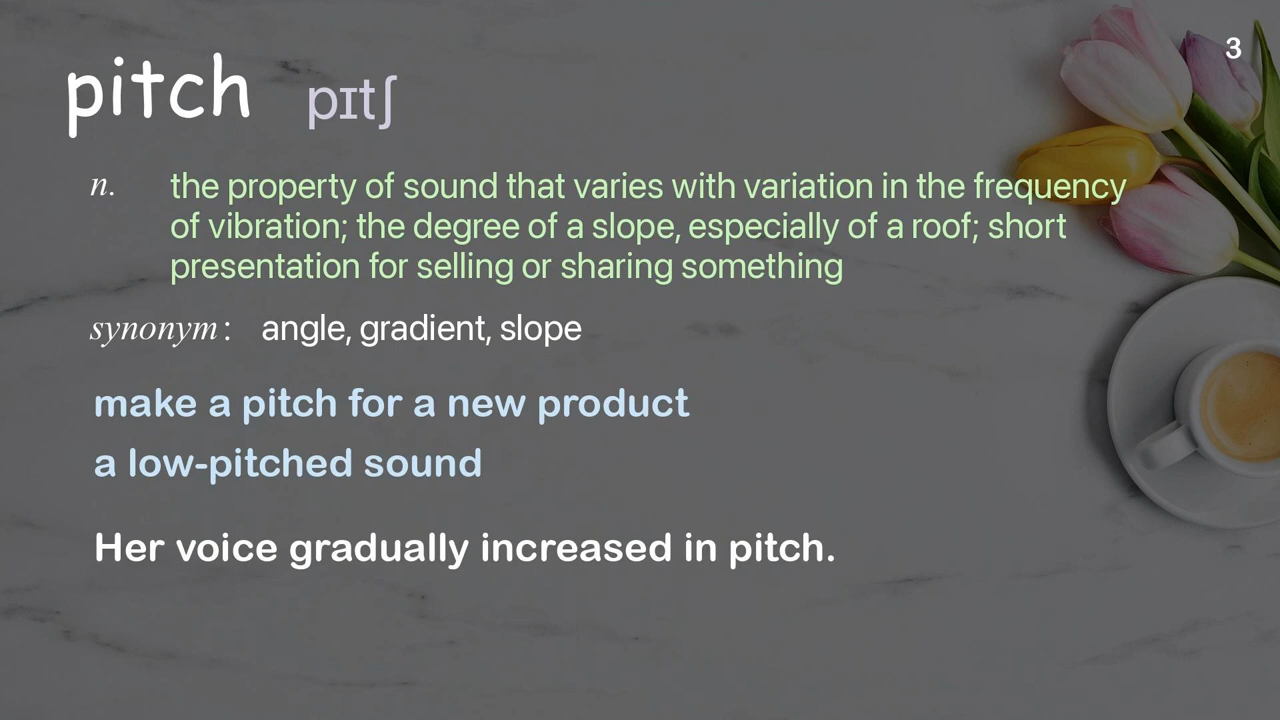 3
pitch pɪtʃ
n. the property of sound that varies with variation in the frequency
of vibration; the degree of a slope, especially of a roof; short
presentation for selling or sharing something
synonym: angle, gradient, slope
make a pitch for a new product
a low-pitched sound
Her voice gradually increased in pitch.